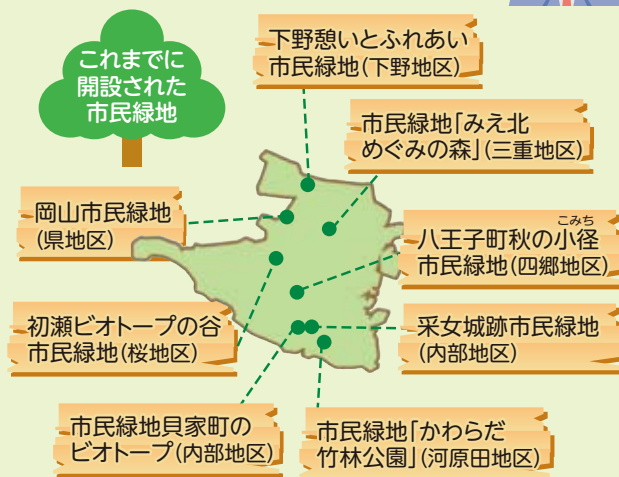 これまでに
開設された
市民緑地
下野憩いとふれあい
市民緑地(下野地区)
市民緑地「みえ北
めぐみの森」(三重地区)
岡山市民緑地
(県地区)
こみち
八王子町秋の小径
市民緑地(四郷地区)
初瀬ビオトープの谷
市民緑地(桜地区)
采女城跡市民緑地
(内部地区)
市民緑地貝家町の
ビオトープ(内部地区)
市民緑地「かわらだ
竹林公園」(河原田地区)